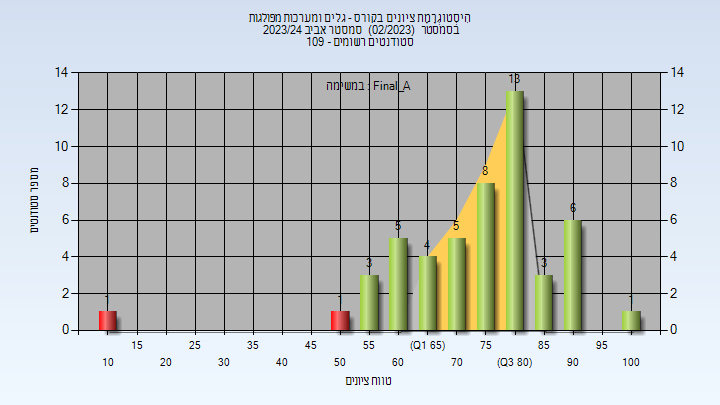 היסטוגרמת ציונים בקורס - גלים ומערכות מפולגות
בסמסטר (02/2023) סמסטר אביב 2023/24
סטודנטים רשומים - 109
במשימה : Final_A
מספר סטודנטים
14 12 10 8 6 4 2 0
14 12 10 8 6 4 2 0
1 1 3 5 4 5 8 13 3 6 1
15 25 35 45 55 (Q1 65) 75 85 95
10 20 30 40 50 60 70 (Q3 80) 90 100
טווח ציונים